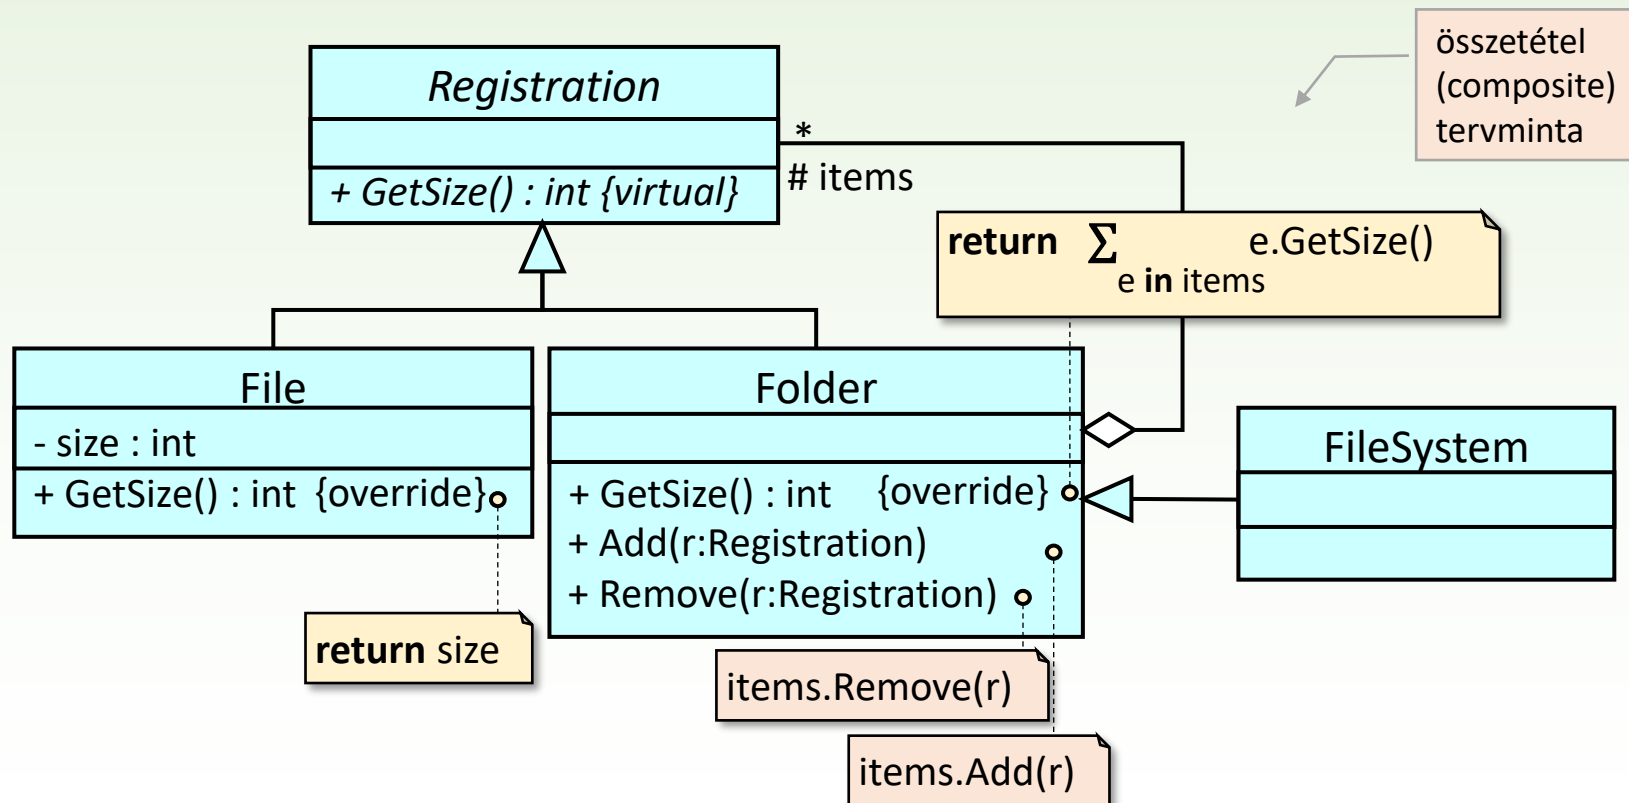 összetétel
(composite)
tervminta
Registration
*
# items
+ GetSize() : int {virtual}
return Σ e.GetSize()
e in items
File
- size : int
+ GetSize() : int {override}
return size
Folder
+ GetSize() : int {override}
+ Add(r:Registration)
+ Remove(r:Registration)
FileSystem
items.Remove(r)
items.Add(r)